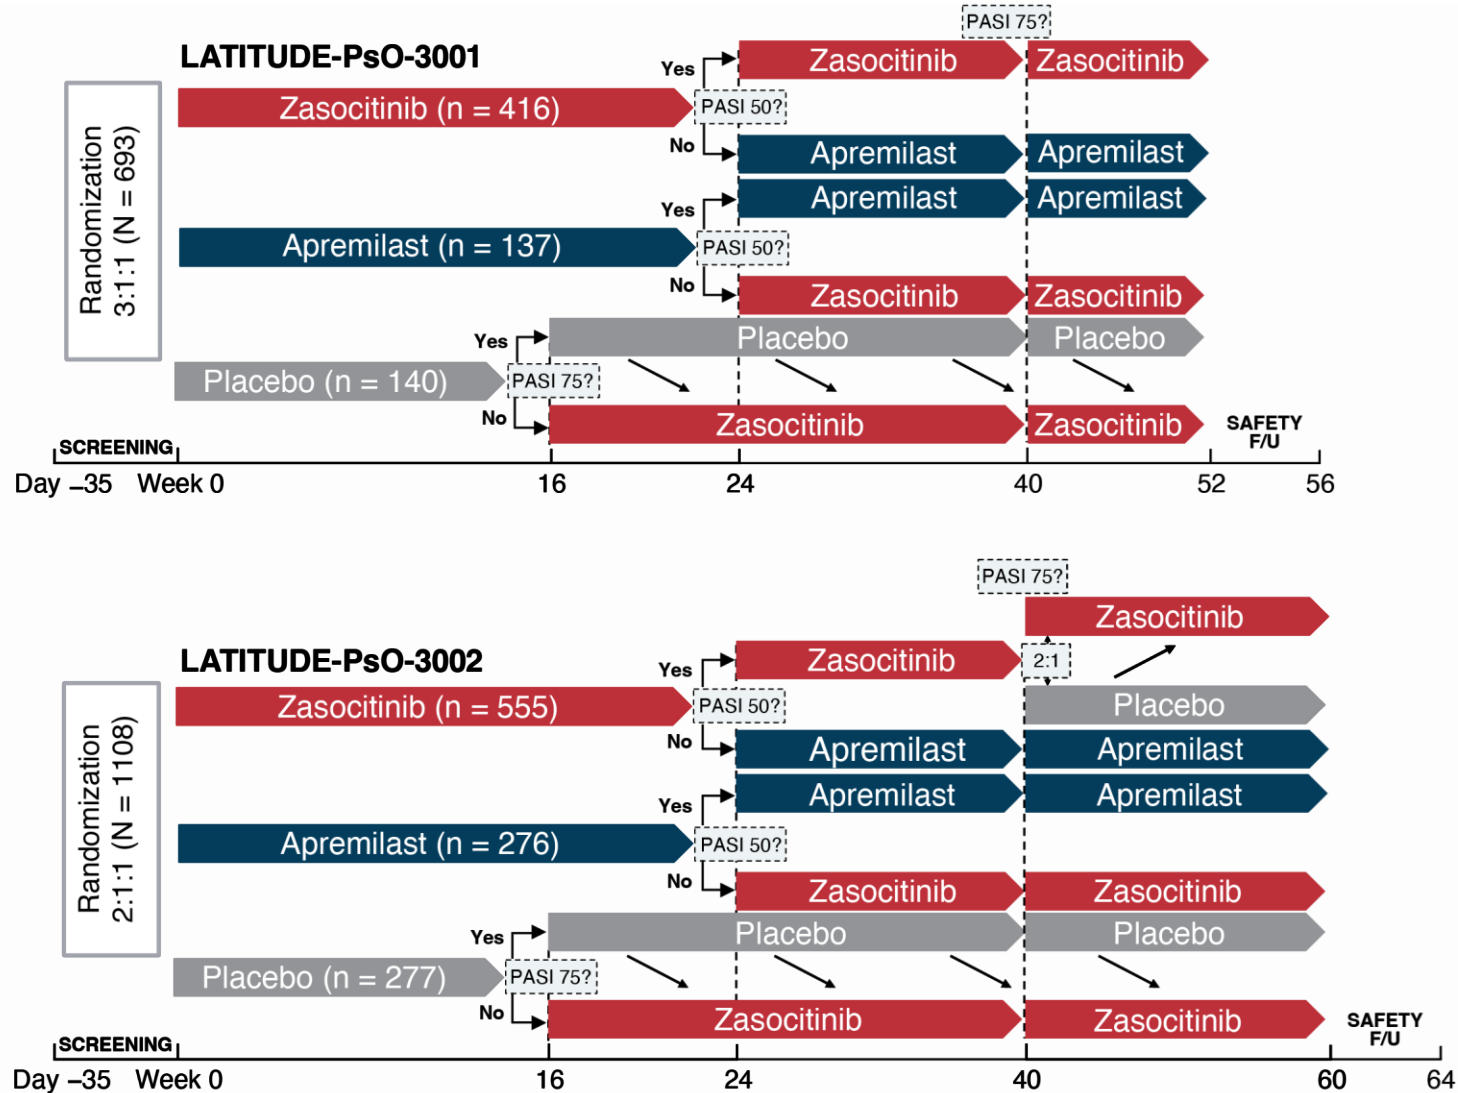 PASI 75?
LATITUDE-PsO-3001
Randomization
3:1:1 (N = 693)
Zasocitinib (n = 416)
PASI 50?
Yes
Zasocitinib
Zasocitinib
No
Apremilast
Apremilast
Apremilast (n = 137)
PASI 50?
Yes
Apremilast
Apremilast
No
Zasocitinib
Zasocitinib
Placebo (n = 140)
PASI 75?
Yes
Placebo
Placebo
No
Zasocitinib
Zasocitinib
SCREENING
SAFETY
F/U
Day –35
Week 0
16
24
40
52
56
PASI 75?
LATITUDE-PsO-3002
Randomization
2:1:1 (N = 1108)
Zasocitinib (n = 555)
PASI 50?
Yes
Zasocitinib
2:1
Zasocitinib
Placebo
No
Apremilast
Apremilast
Apremilast (n = 276)
PASI 50?
Yes
Apremilast
Apremilast
No
Zasocitinib
Zasocitinib
Placebo (n = 277)
PASI 75?
Yes
Placebo
Placebo
No
Zasocitinib
Zasocitinib
SCREENING
SAFETY
F/U
Day –35
Week 0
16
24
40
60
64